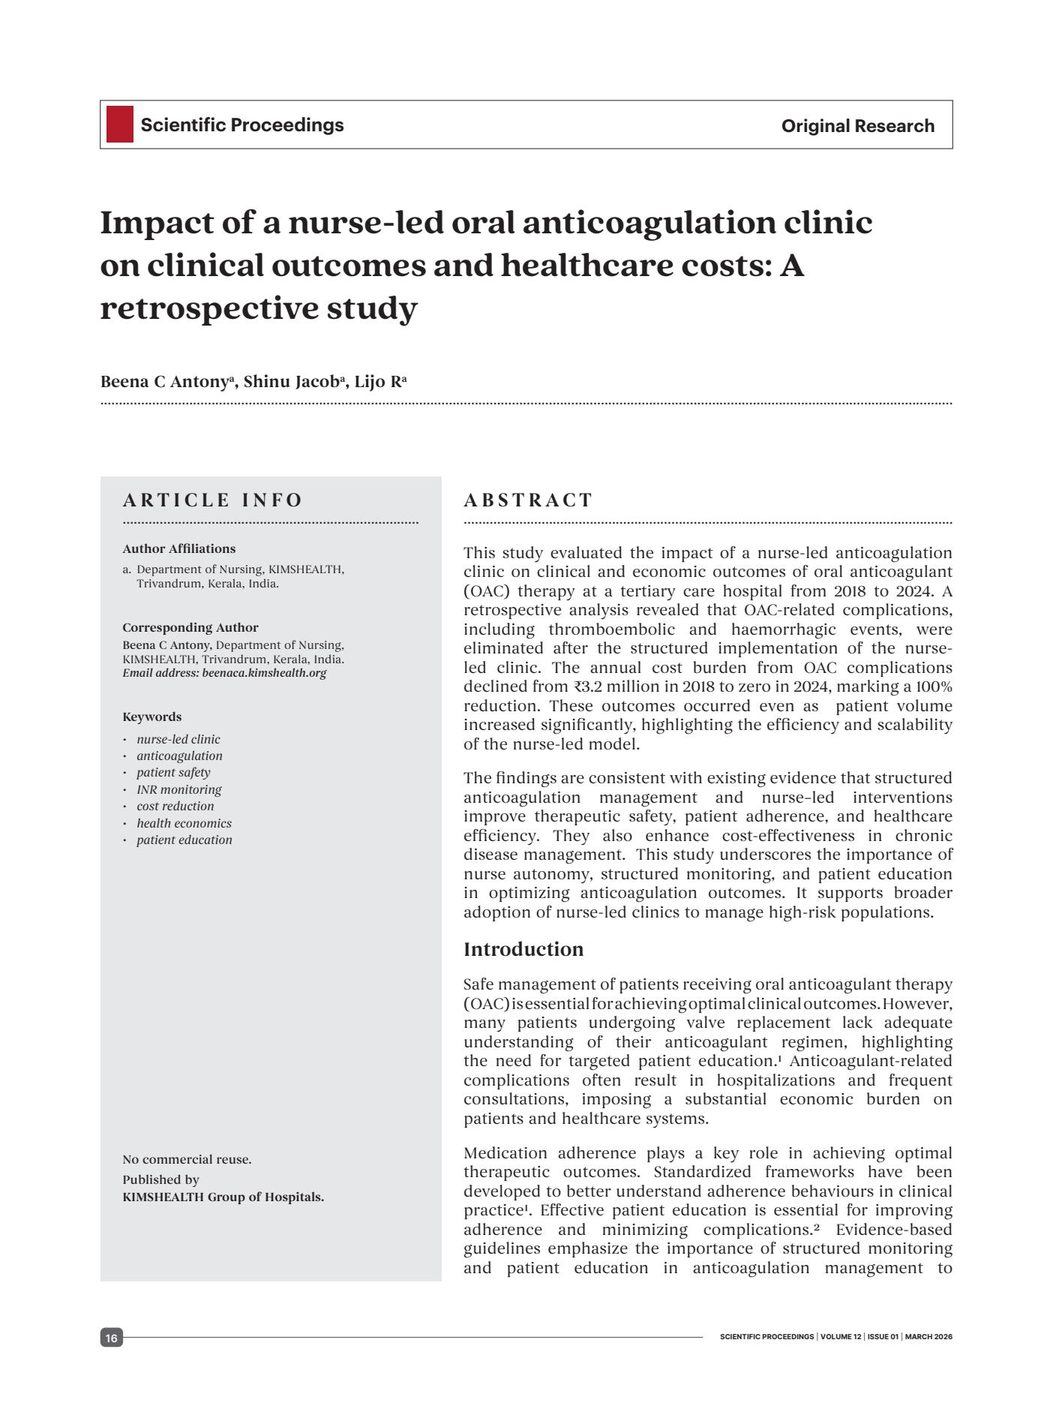 Scientific Proceedings
Original Research
Impact of a nurse-led oral anticoagulation clinic
on clinical outcomes and healthcare costs: A
retrospective study
Beena C Antonyᵃ, Shinu Jacobᵃ, Lijo Rᵃ
ARTICLE INFO
Author Affiliations
a. Department of Nursing, KIMSHEALTH,
Trivandrum, Kerala, India.
Corresponding Author
Beena C Antony, Department of Nursing,
KIMSHEALTH, Trivandrum, Kerala, India.
Email address: beenaca.kimshealth.org
Keywords
· nurse-led clinic
· anticoagulation
· patient safety
· INR monitoring
· cost reduction
· health economics
· patient education
No commercial reuse.
Published by
KIMSHEALTH Group of Hospitals.
ABSTRACT
This study evaluated the impact of a nurse-led anticoagulation
clinic on clinical and economic outcomes of oral anticoagulant
(OAC) therapy at a tertiary care hospital from 2018 to 2024. A
retrospective analysis revealed that OAC-related complications,
including thromboembolic and haemorrhagic events, were
eliminated after the structured implementation of the nurse-
led clinic. The annual cost burden from OAC complications
declined from ₹3.2 million in 2018 to zero in 2024, marking a 100%
reduction. These outcomes occurred even as patient volume
increased significantly, highlighting the efficiency and scalability
of the nurse-led model.
The findings are consistent with existing evidence that structured
anticoagulation management and nurse-led interventions
improve therapeutic safety, patient adherence, and healthcare
efficiency. They also enhance cost-effectiveness in chronic
disease management. This study underscores the importance of
nurse autonomy, structured monitoring, and patient education
in optimizing anticoagulation outcomes. It supports broader
adoption of nurse-led clinics to manage high-risk populations.
Introduction
Safe management of patients receiving oral anticoagulant therapy
(OAC) is essential for achieving optimal clinical outcomes. However,
many patients undergoing valve replacement lack adequate
understanding of their anticoagulant regimen, highlighting
the need for targeted patient education.¹ Anticoagulant-related
complications often result in hospitalizations and frequent
consultations, imposing a substantial economic burden on
patients and healthcare systems.
Medication adherence plays a key role in achieving optimal
therapeutic outcomes. Standardized frameworks have been
developed to better understand adherence behaviours in clinical
practice¹. Effective patient education is essential for improving
adherence and minimizing complications.² Evidence-based
guidelines emphasize the importance of structured monitoring
and patient education in anticoagulation management to
16
SCIENTIFIC PROCEEDINGS | VOLUME 12 | ISSUE 01 | MARCH 2026